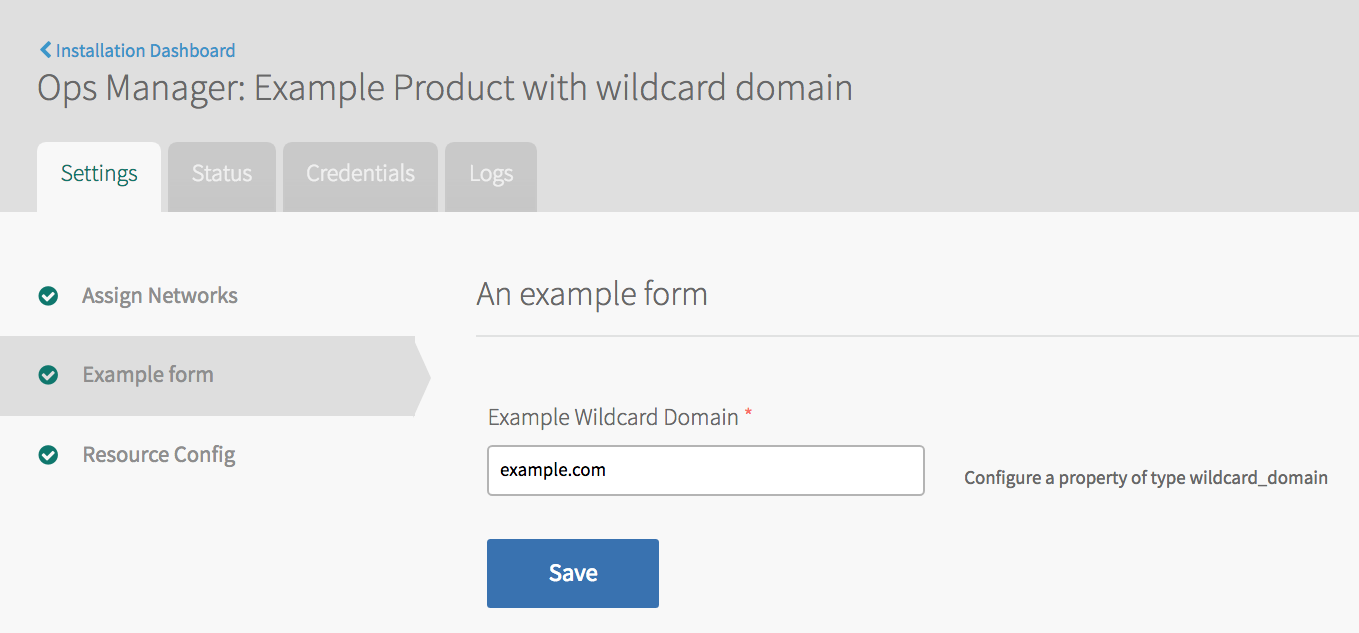 Installation Dashboard
Ops Manager: Example Product with wildcard domain
Settings
Status
Credentials
Logs
Assign Networks
Example form
Resource Config
An example form
Example Wildcard Domain *
example.com
Configure a property of type wildcard_domain
Save